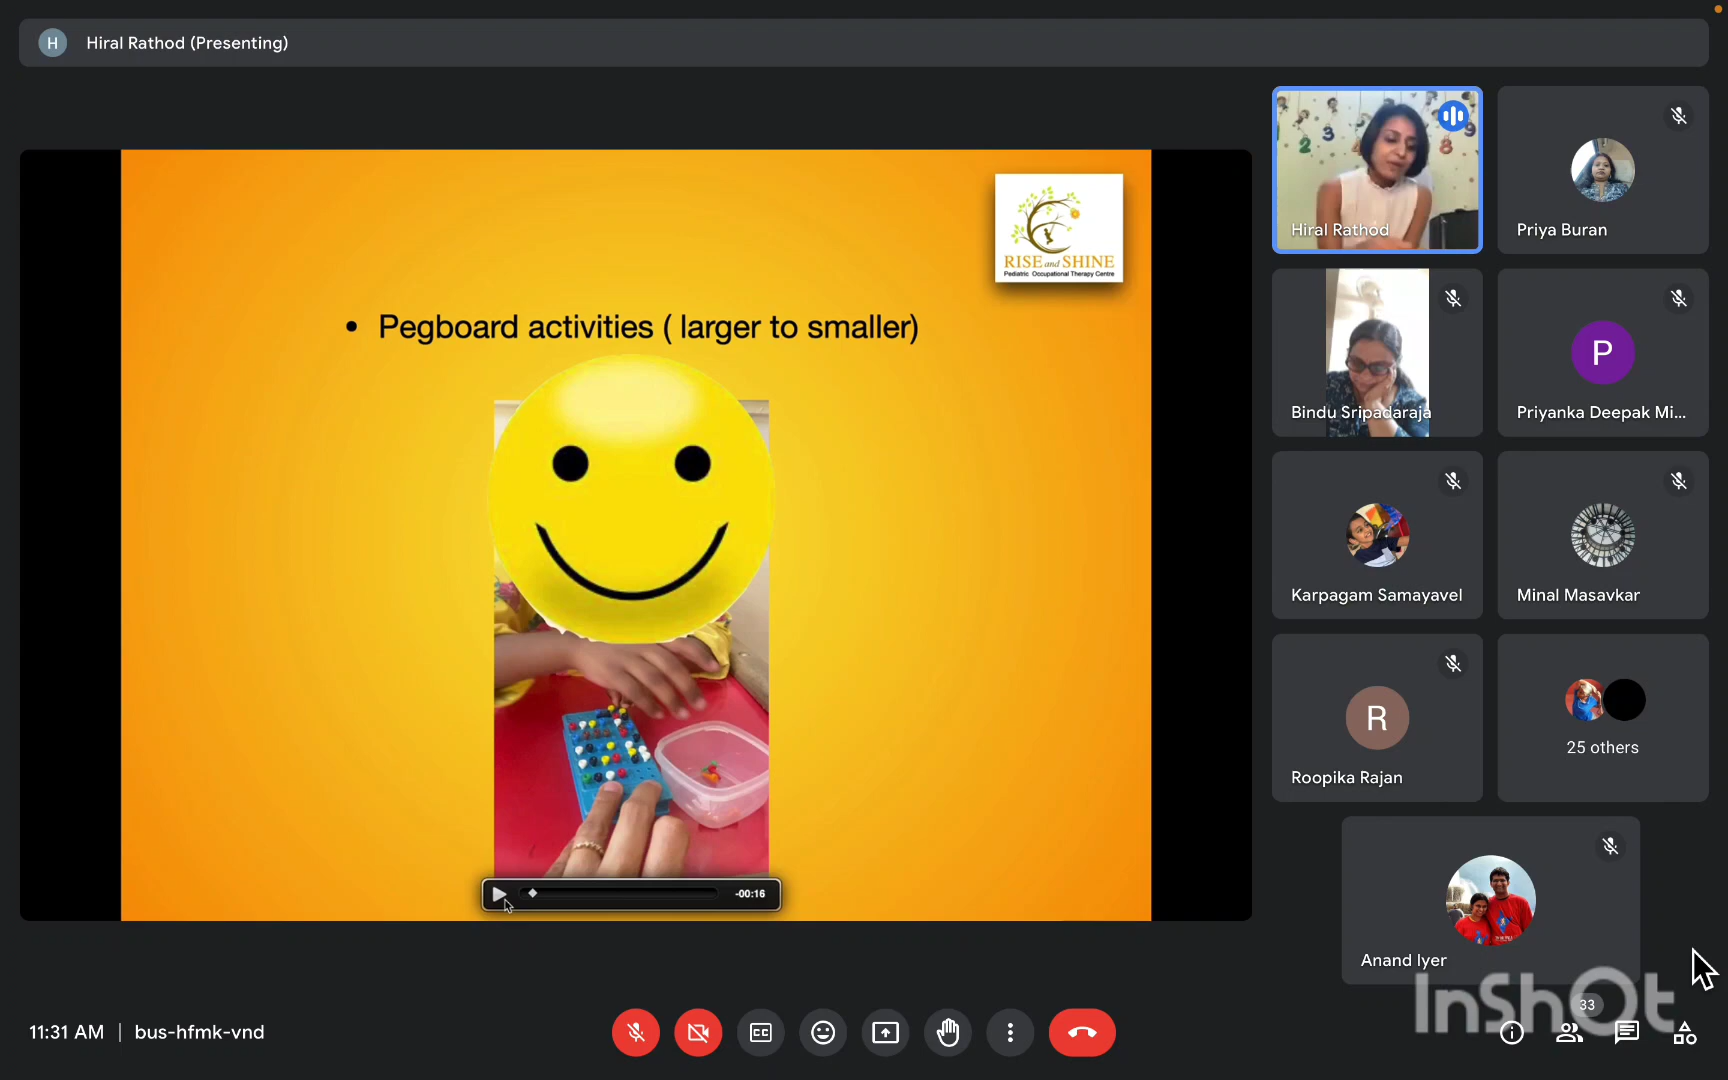 H Hiral Rathod (Presenting)
RISE and SHINE
Pediatric Occupational Therapy Centre
• Pegboard activities ( larger to smaller)
-00:16
Hiral Rathod
Priya Buran
Bindu Sripadaraja
P
Priyanka Deepak Mi...
Karpagam Samayavel
Minal Masavkar
R
Roopika Rajan
25 others
Anand Iyer
InShOt
33
11:31 AM | bus-hfmk-vnd
CC